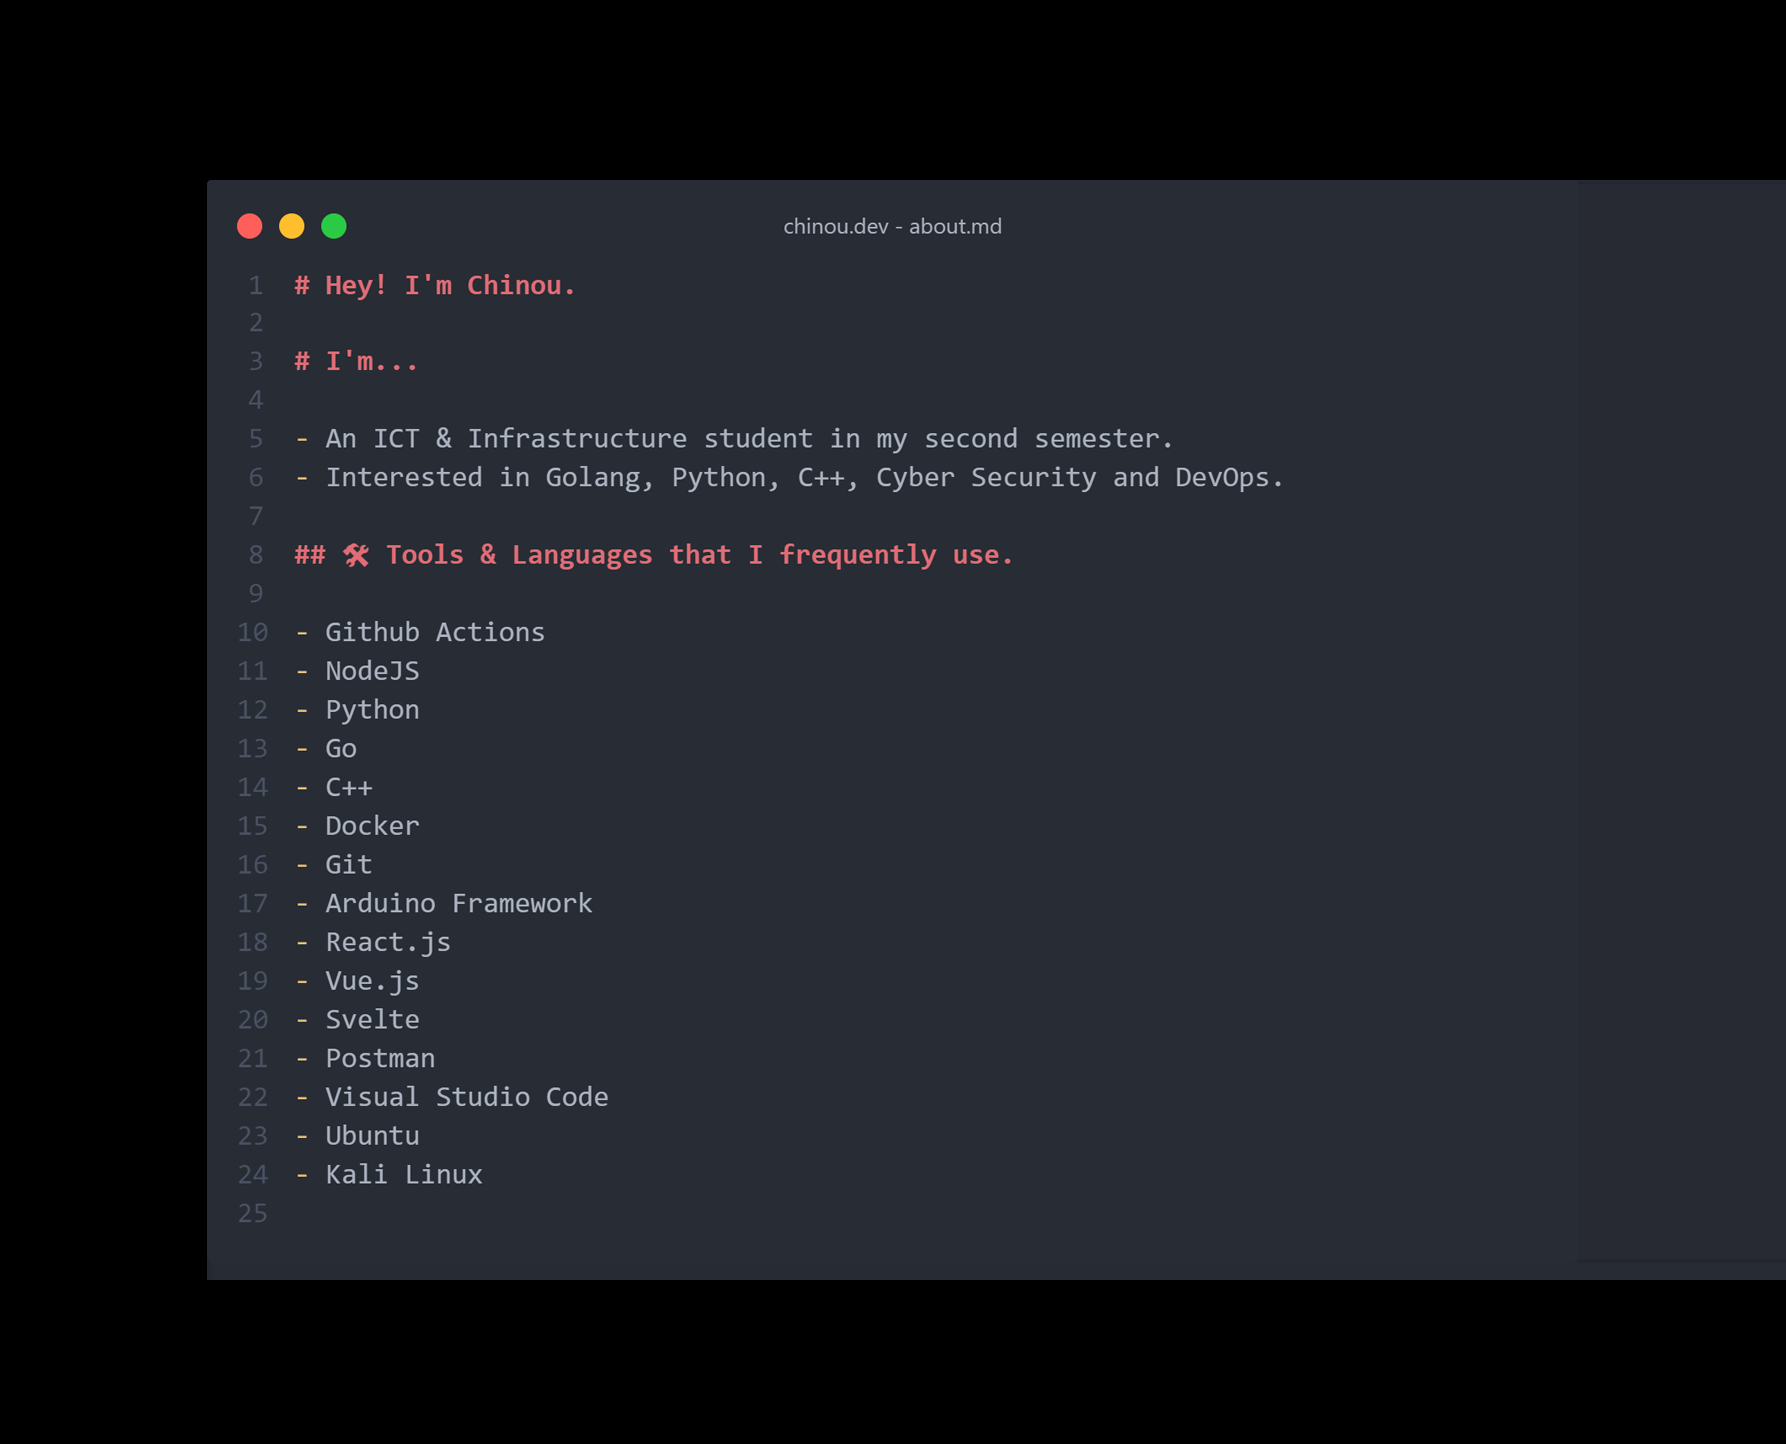 chinou.dev - about.md
1 # Hey! I'm Chinou.
2
3 # I'm...
4
5 - An ICT & Infrastructure student in my second semester.
6 - Interested in Golang, Python, C++, Cyber Security and DevOps.
7
8 ## 🛠 Tools & Languages that I frequently use.
9
10 - Github Actions
11 - NodeJS
12 - Python
13 - Go
14 - C++
15 - Docker
16 - Git
17 - Arduino Framework
18 - React.js
19 - Vue.js
20 - Svelte
21 - Postman
22 - Visual Studio Code
23 - Ubuntu
24 - Kali Linux
25